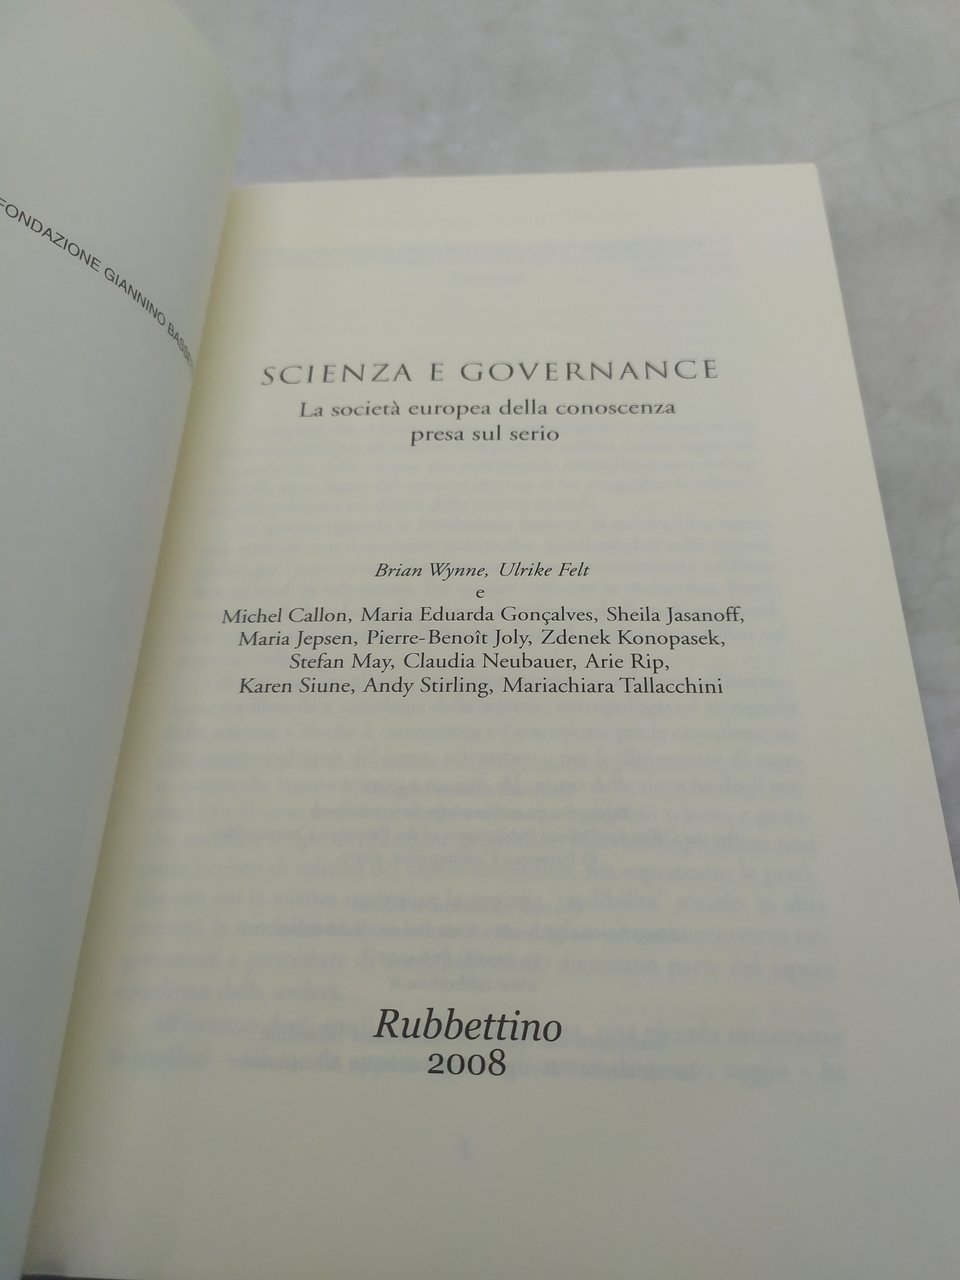 FONDAZIONE GIANNINO
SCIENZA E GOVERNANCE
La società europea della conoscenza
presa sul serio
Brian Wynne, Ulrike Felt
e
Michel Callon, Maria Eduarda Gonçalves, Sheila Jasanoff,
Maria Jepsen, Pierre-Benoît Joly, Zdenek Konopasek,
Stefan May, Claudia Neubauer, Arie Rip,
Karen Siune, Andy Stirling, Mariachiara Tallacchini
Rubbettino
2008